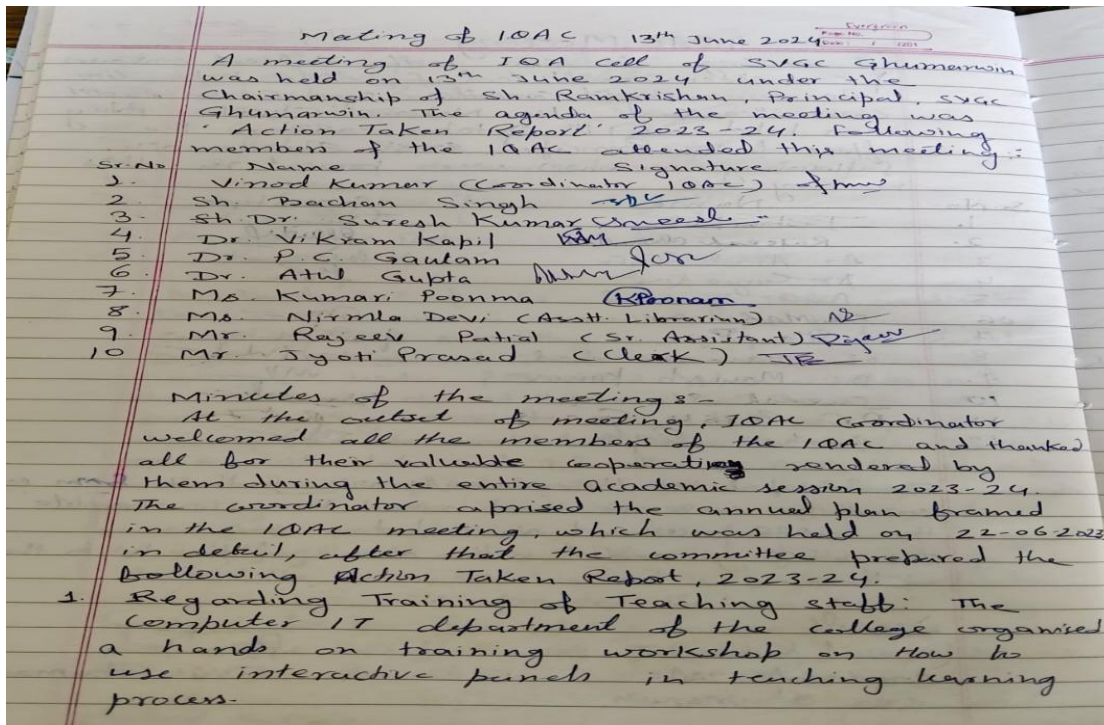 Evergreen
Page No.
Date: / /201
Meeting of IQAC 13th June 2024
A meeting of IQA Cell of SVGC Ghumarwin
was held on 13th June 2024 under the
Chairmanship of Sh. Ramkrishan, Principal, SVGC
Ghumarwin. The agenda of the meeting was
'Action Taken Report' 2023-24. Following
members of the IQAC attended this meeting:
Sr. No Name Signature
1. Vinod Kumar (Coordinator IQAC)
2. Sh. Bachan Singh
3. Sh Dr. Suresh Kumar Suresh
4. Dr. Vikram Kapil
5. Dr. P.C. Gautam
6. Dr. Atul Gupta
7. Ms. Kumari Poonma KPoonam
8. Ms. Nirmla Devi (Asstt. Librarian)
9. Mr. Rajeev Patial (Sr. Assistant)
10 Mr. Jyoti Prasad (Clerk)
Minutes of the meeting:-
At the outset of meeting, IQAC Coordinator
welcomed all the members of the IQAC and thanked
all for their valuable cooperating rendered by
them during the entire academic session 2023-24.
The coordinator aprised the annual plan framed
in the IQAC meeting, which was held on 22-06-2023
in detail, after that the committee prepared the
following Action Taken Report, 2023-24.
1. Regarding Training of Teaching staff: The
Computer IT department of the college organised
a hands on training workshop on How to
use interactive panels in teaching learning
process.